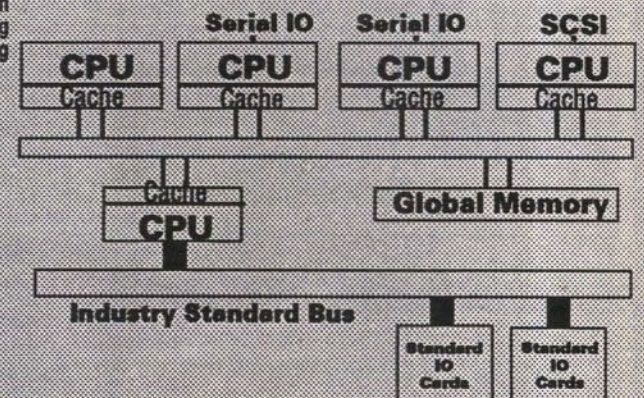 Serial IO Serial IO SCSI
CPU CPU CPU CPU
Cache Cache Cache Cache
Cache
CPU
Global Memory
Industry Standard Bus
Standard Standard
IO IO
Cards Cards